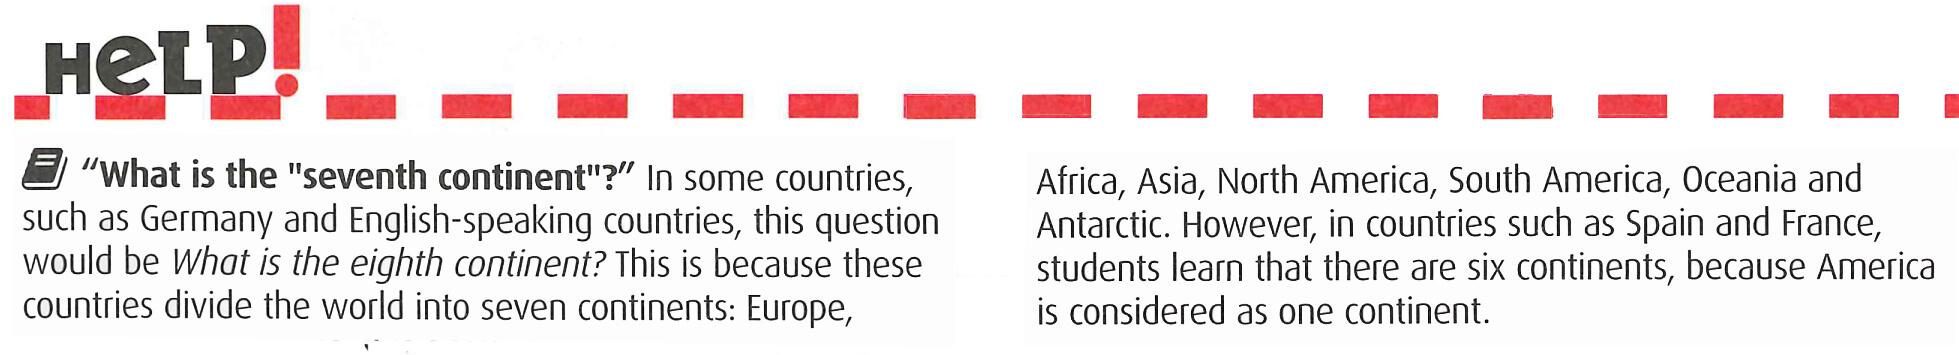 HeLP!
"What is the "seventh continent"?" In some countries,
such as Germany and English-speaking countries, this question
would be What is the eighth continent? This is because these
countries divide the world into seven continents: Europe,
Africa, Asia, North America, South America, Oceania and
Antarctic. However, in countries such as Spain and France,
students learn that there are six continents, because America
is considered as one continent.